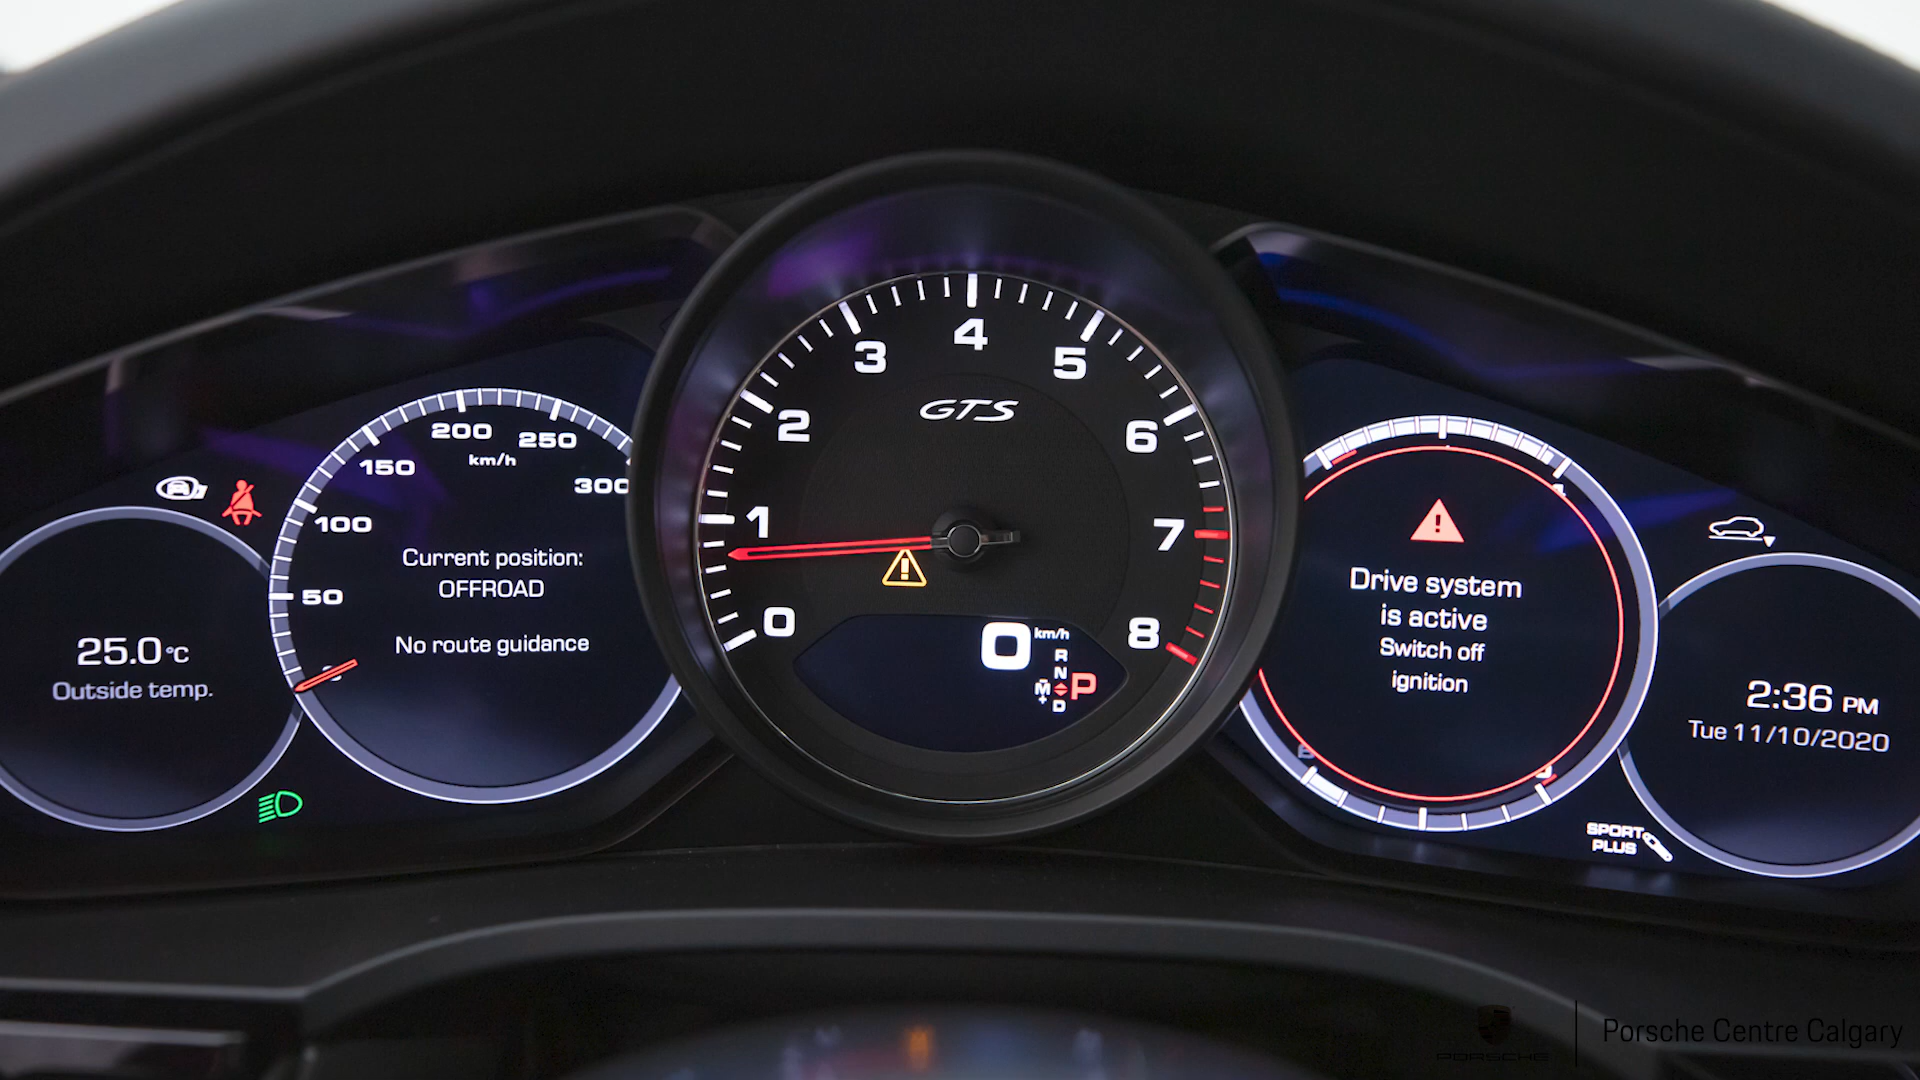 25.0 °C
Outside temp.
0
50
100
150
200
250
300
km/h
Current position:
OFFROAD
No route guidance
0
1
2
3
4
5
6
7
8
GTS
0 km/h
R
N
M P
+
D
Drive system
is active
Switch off
ignition
2:36 PM
Tue 11/10/2020
SPORT
PLUS
PORSCHE
Porsche Centre Calgary